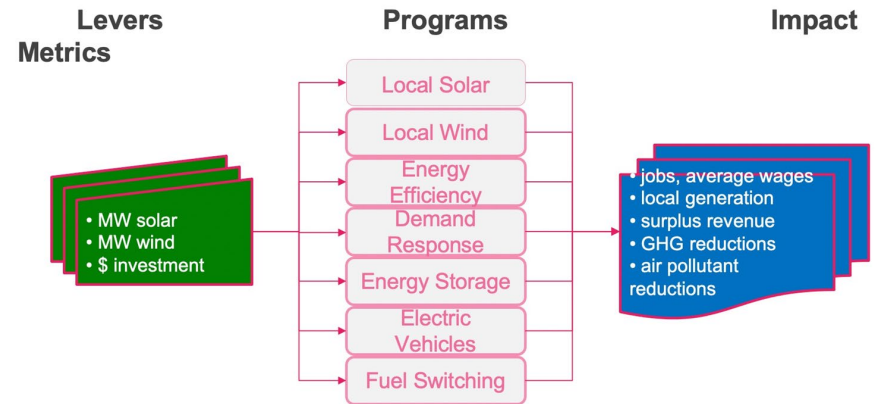 Levers Programs Impact
Metrics
• MW solar
• MW wind
• $ investment
Local Solar
Local Wind
Energy
Efficiency
Demand
Response
Energy Storage
Electric
Vehicles
Fuel Switching
• jobs, average wages
• local generation
• surplus revenue
• GHG reductions
• air pollutant
reductions